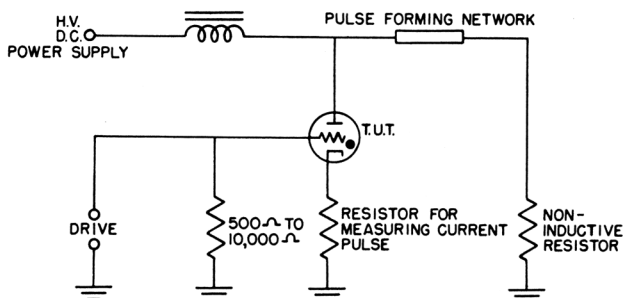 PULSE FORMING NETWORK
H.V.
D.C.
POWER SUPPLY
T.U.T.
DRIVE
500Ω TO
10,000Ω
RESISTOR FOR
MEASURING CURRENT
PULSE
NON-
INDUCTIVE
RESISTOR